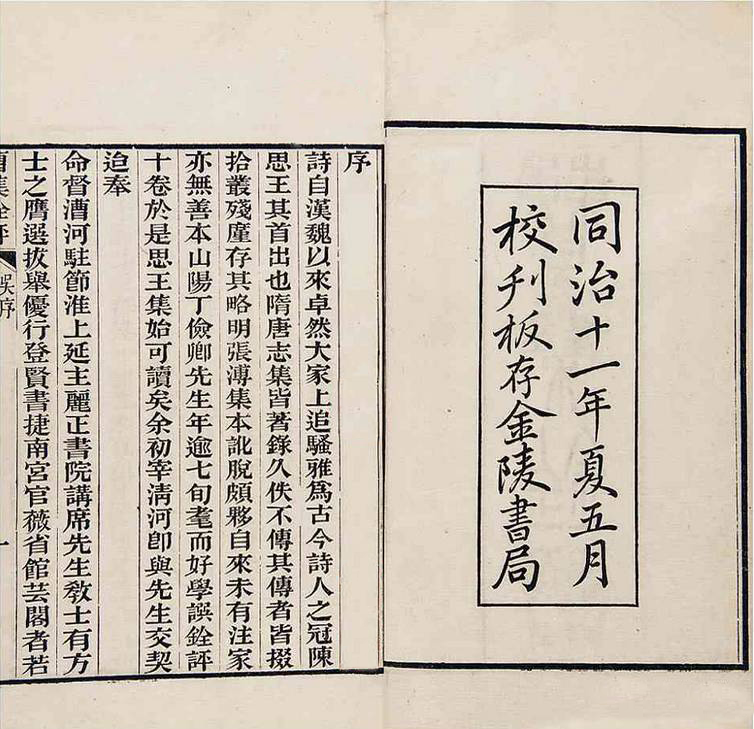 同治十一年夏五月
校刋板存金陵書局
序
詩自漢魏以來卓然大家上追騷雅爲古今詩人之冠陳
思王其首出也隋唐志集皆著錄久佚不傳其傳者皆掇
拾叢殘廑存其略明張溥集本訛脫頗夥自來未有注家
亦無善本山陽丁儉卿先生年逾七旬耄而好學譔銓評
十卷於是思王集始可讀矣余初宰淸河卽與先生交契
迨奉
命督漕河駐節淮上延主麗正書院講席先生敎士有方
士之膺選拔舉優行登賢書捷南宮官薇省館芸閣者若
集銓評
吴序
一